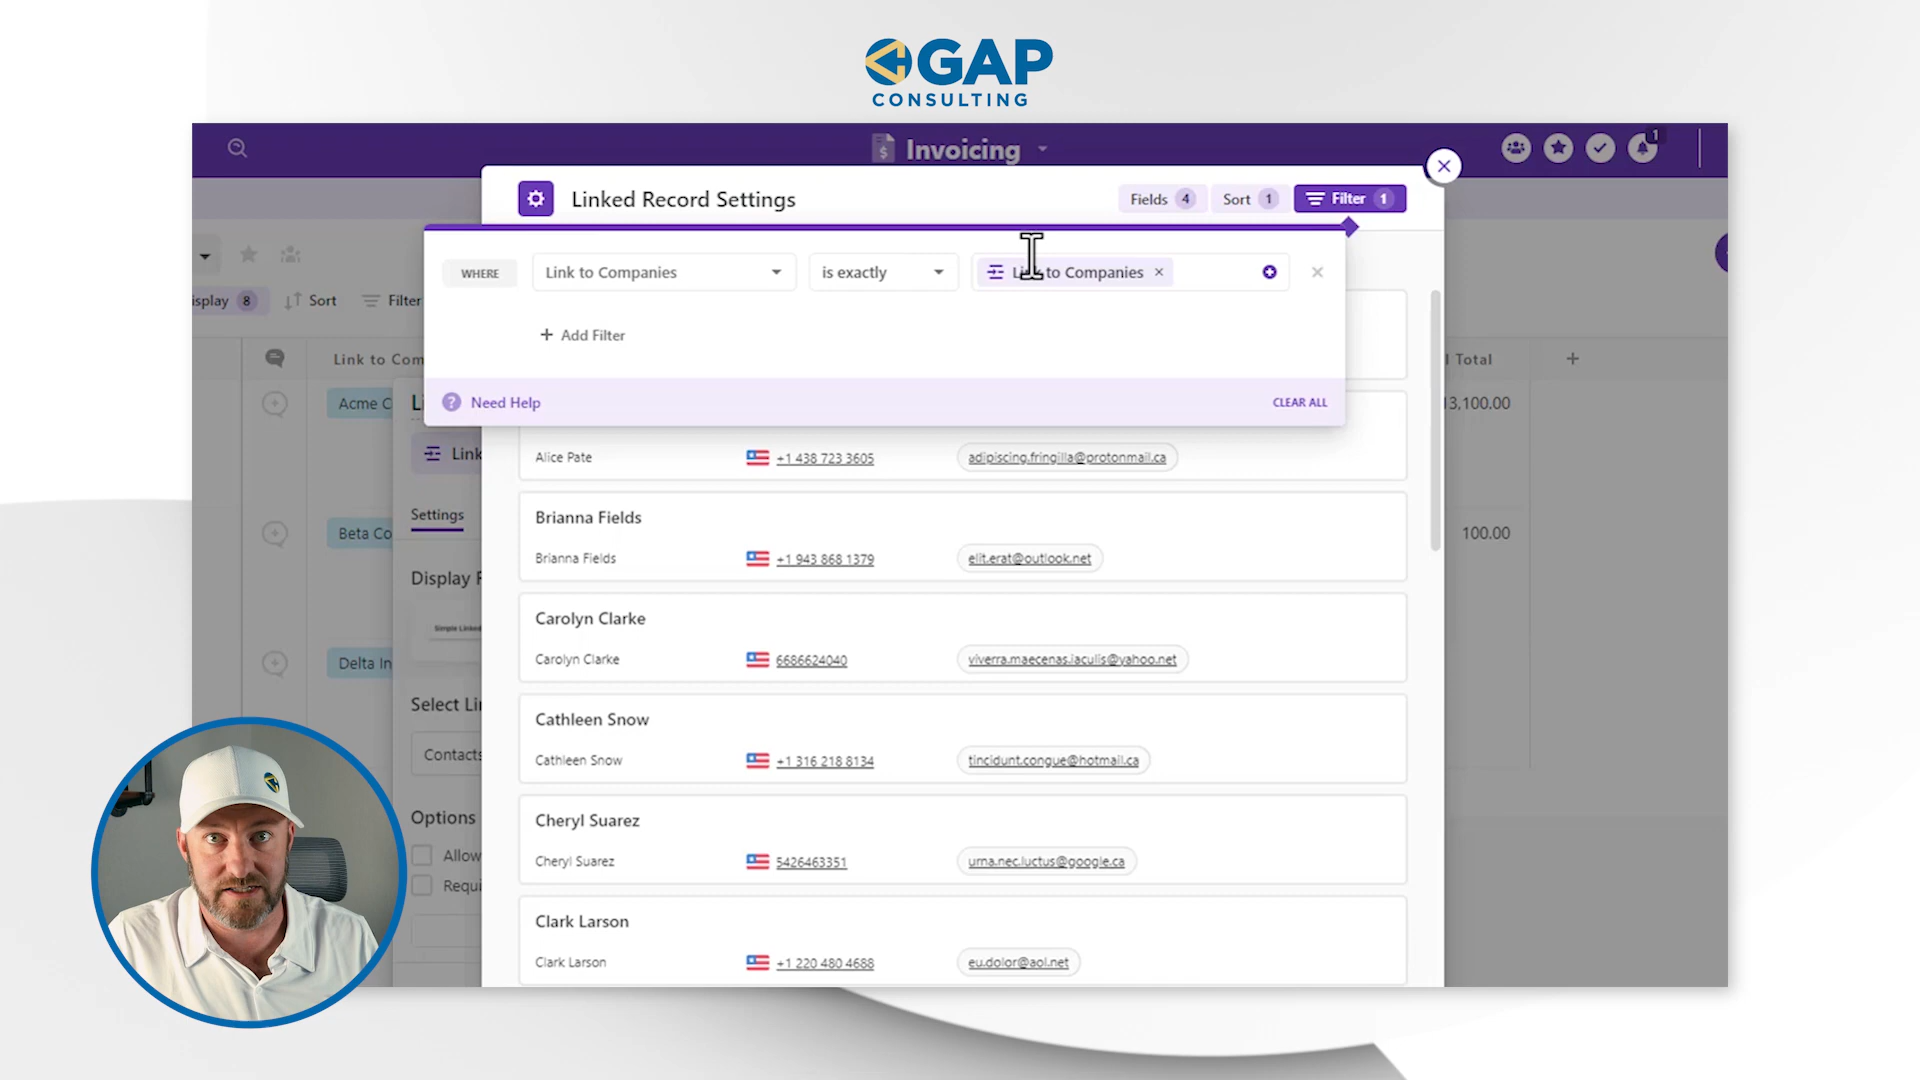 GAP
CONSULTING
Invoicing
1
Linked Record Settings
Fields 4
Sort 1
Filter 1
WHERE
Link to Companies
is exactly
to Companies
Add Filter
Need Help
CLEAR ALL
8
Sort
Filter
Link to Com
Total
Acme C
3,100.00
Link
Alice Pate
+1 438 723 3605
adipiscing.fringilla@protonmail.ca
Settings
Brianna Fields
Beta Co
100.00
Brianna Fields
+1 943 868 1379
elit.erat@outlook.net
Display
Carolyn Clarke
Simple Linked
Delta In
Carolyn Clarke
6686624040
viverra.maecenas.iaculis@yahoo.net
Select Li
Cathleen Snow
Contacts
Cathleen Snow
+1 316 218 8134
tincidunt.congue@hotmail.ca
Options
Cheryl Suarez
Allow
Cheryl Suarez
5426463351
urna.nec.luctus@google.ca
Requi
Clark Larson
Clark Larson
+1 220 480 4688
eu.dolor@aol.net